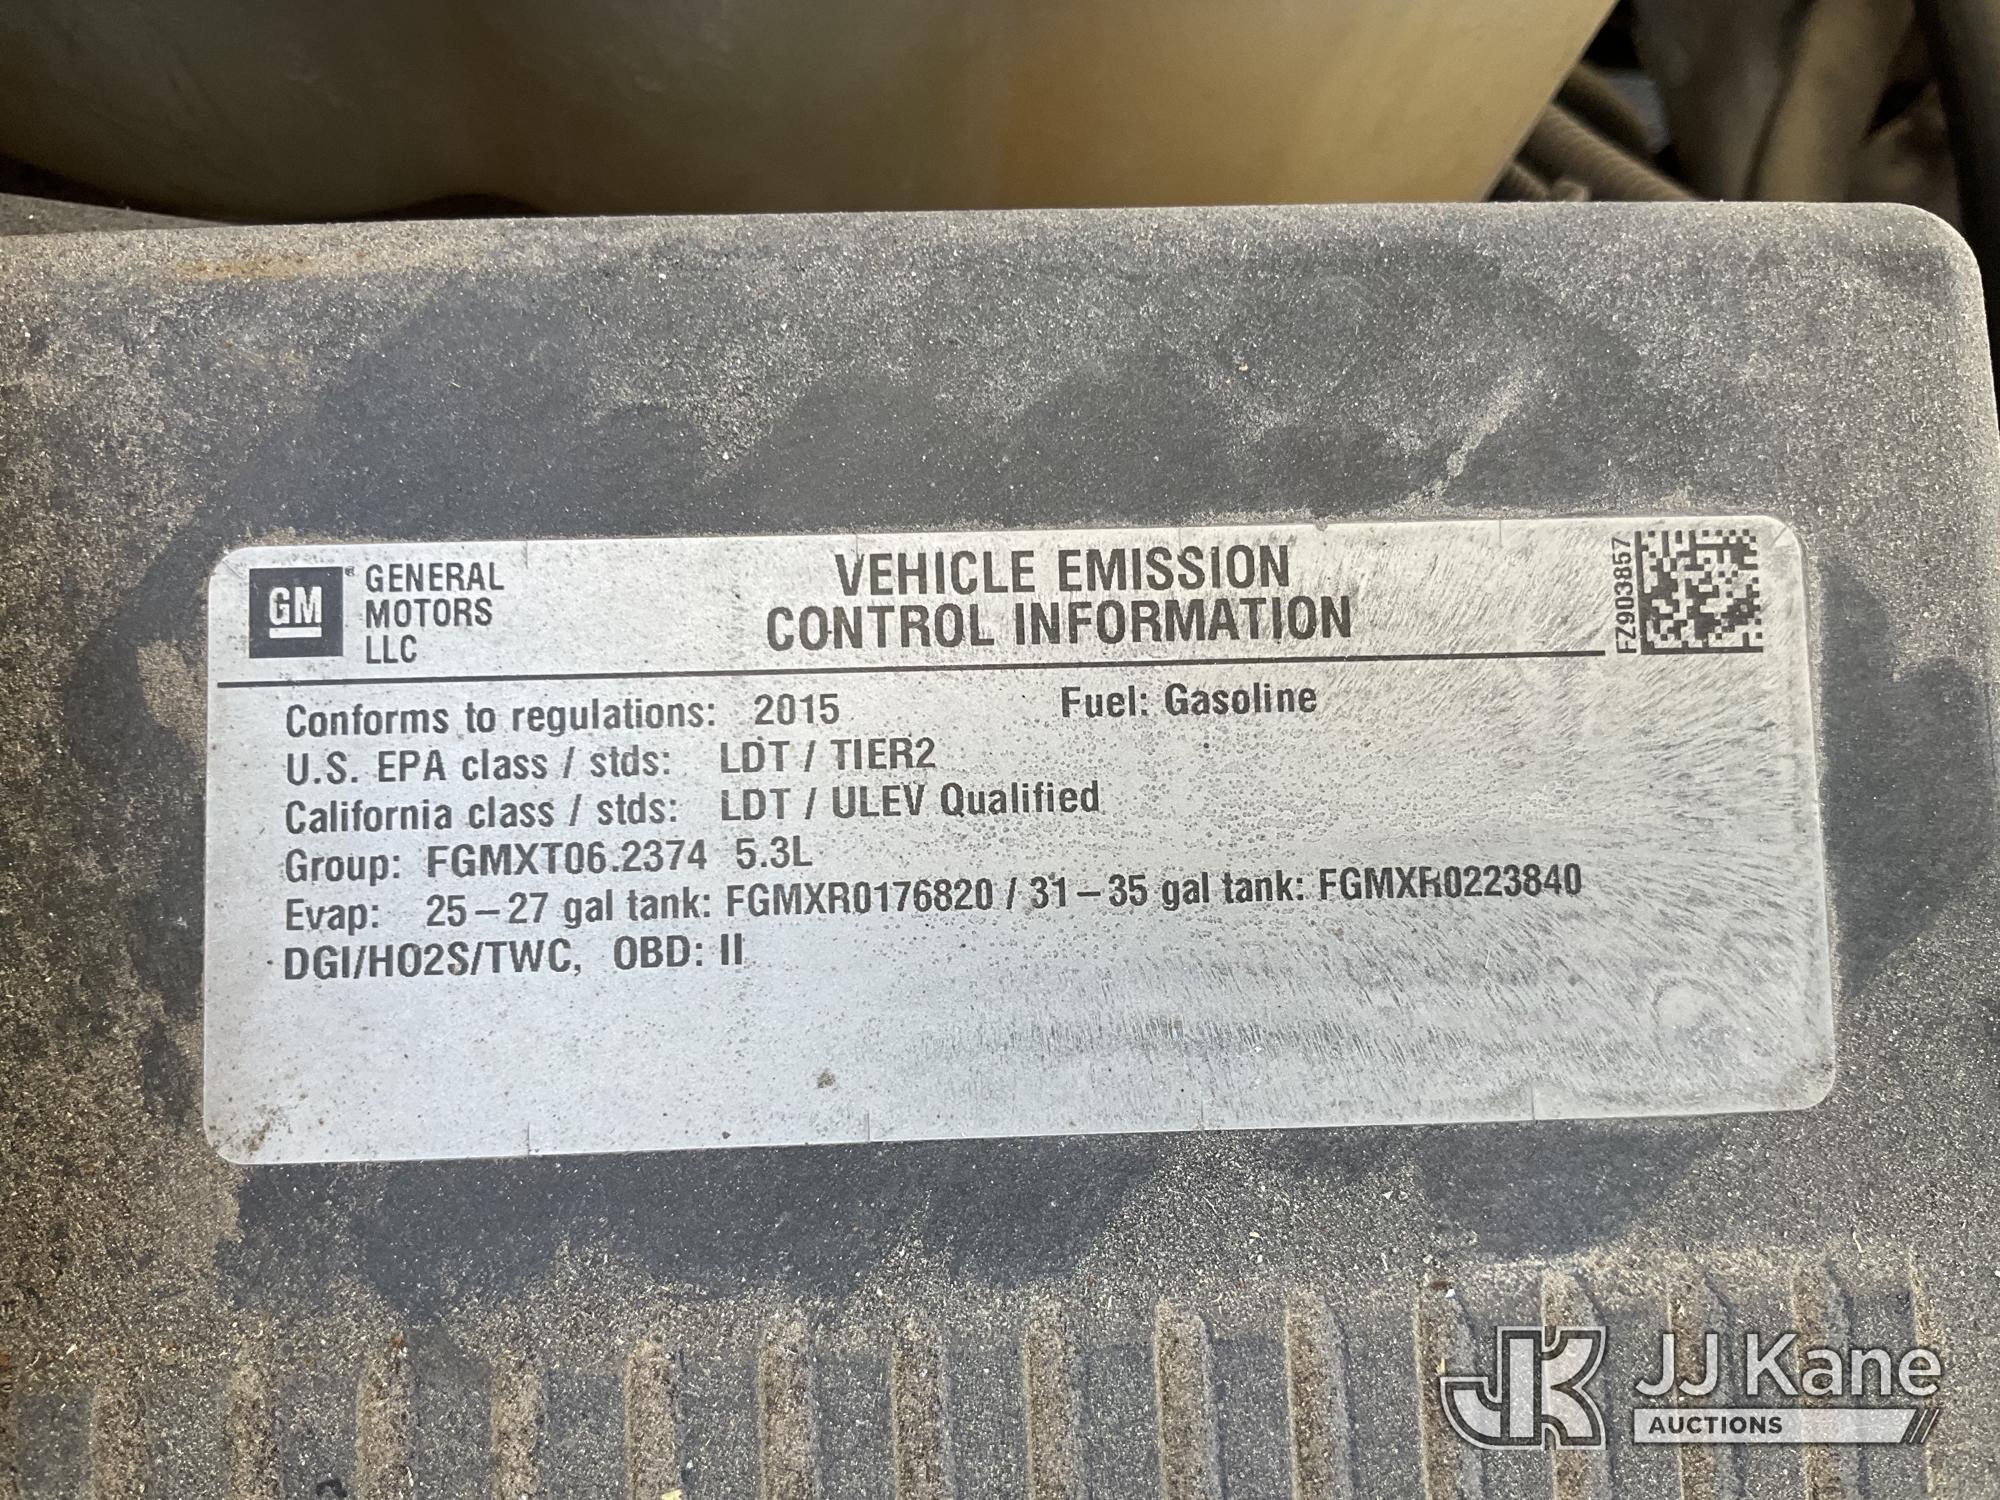 GM
GENERAL
MOTORS
LLC
VEHICLE EMISSION
CONTROL INFORMATION
FZ903857
Conforms to regulations: 2015 Fuel: Gasoline
U.S. EPA class / stds: LDT / TIER2
California class / stds: LDT / ULEV Qualified
Group: FGMXT06.2374 5.3L
Evap: 25–27 gal tank: FGMXR0176820 / 31–35 gal tank: FGMXR0223840
DGI/HO2S/TWC, OBD: II
JK JJ Kane
AUCTIONS